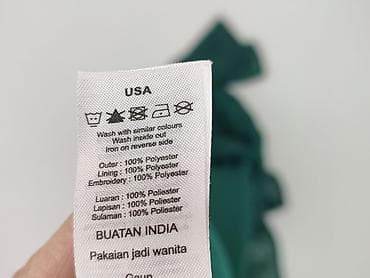 USA
Wash with similar colours
Wash inside out
Iron on reverse side
Outer : 100% Polyester
Lining : 100% Polyester
Embroidery : 100% Polyester
Luaran : 100% Poliester
Lapisan : 100% Poliester
Sulaman : 100% Poliester
BUATAN INDIA
Pakaian jadi wanita
Gaun